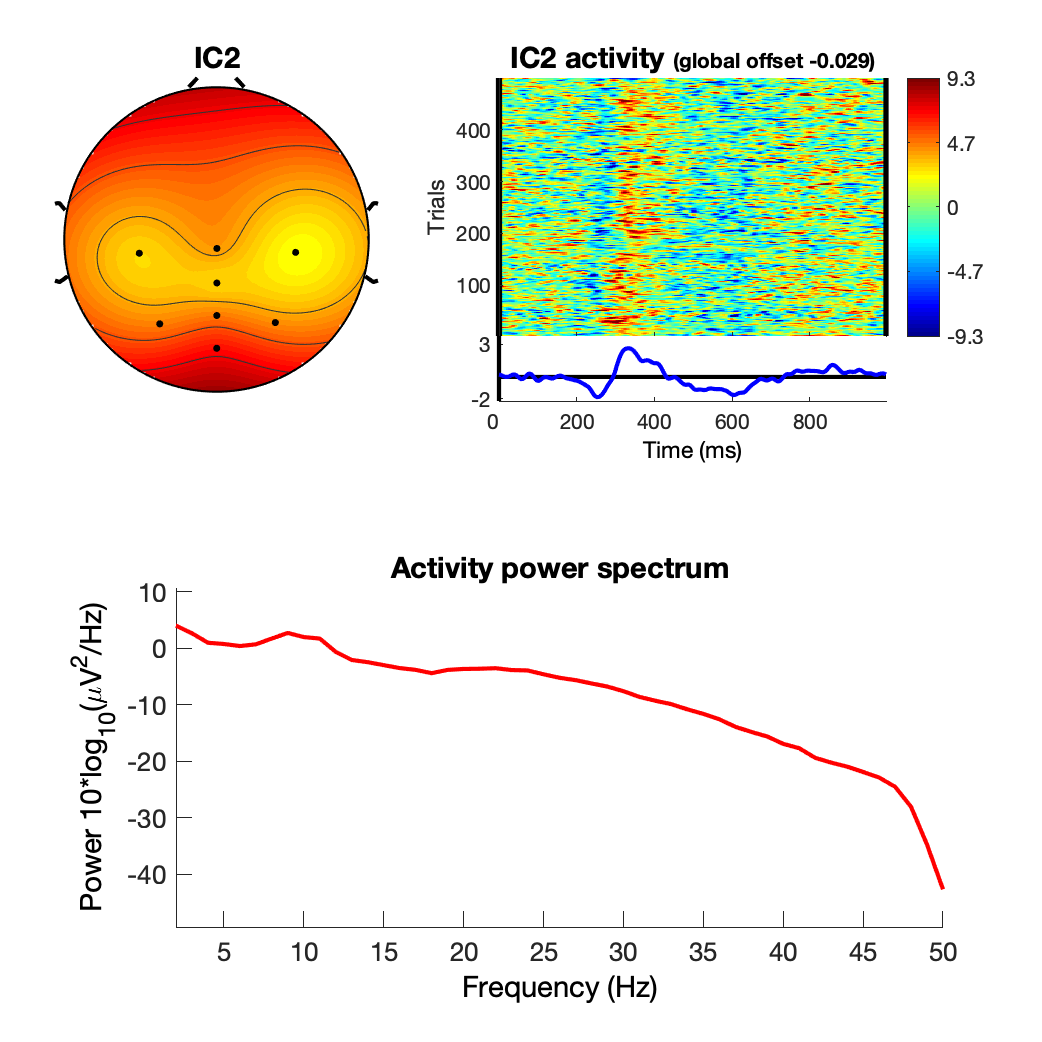 IC2
IC2 activity (global offset -0.029)
Trials
400
300
200
100
9.3
4.7
0
-4.7
-9.3
3
-2
0 200 400 600 800
Time (ms)
Activity power spectrum
Power 10*log10(μV2/Hz)
10
0
-10
-20
-30
-40
5 10 15 20 25 30 35 40 45 50
Frequency (Hz)